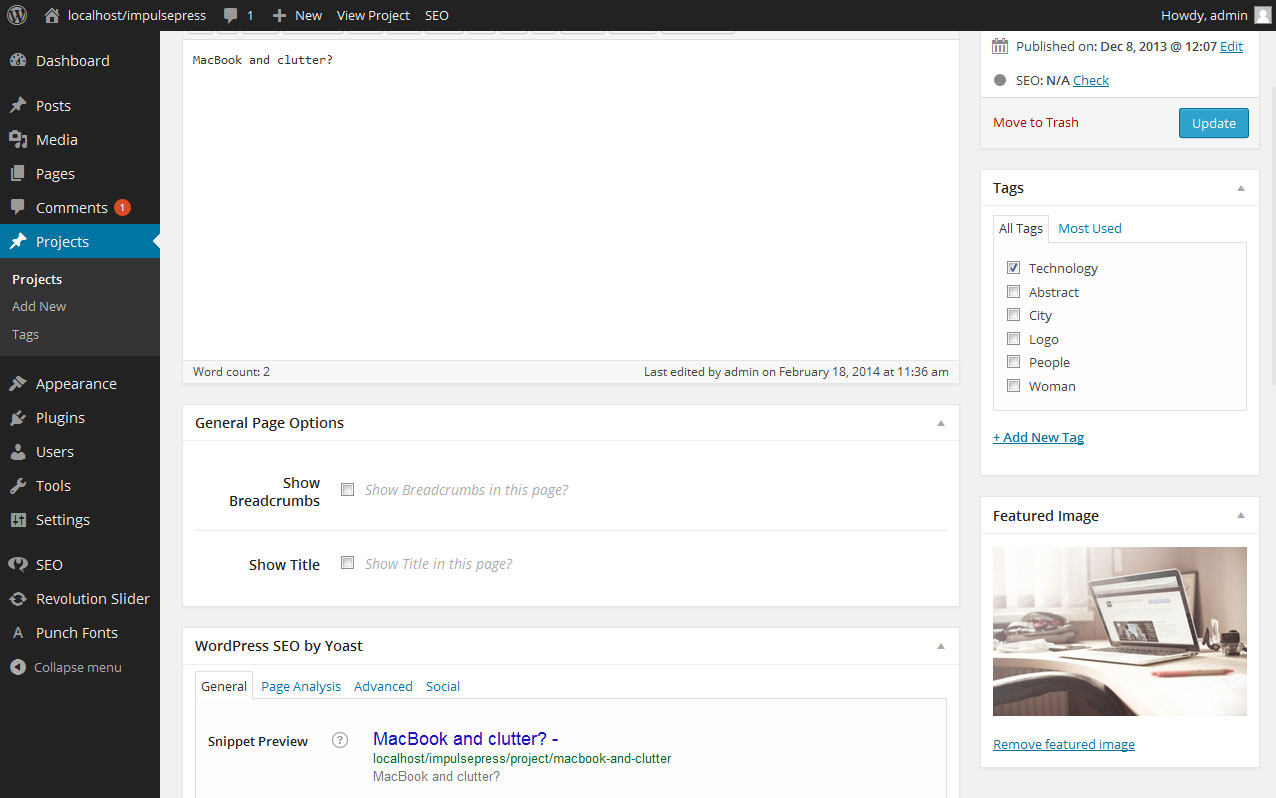 localhost/impulsepress 1 New View Project SEO Howdy, admin
Dashboard
Posts
Media
Pages
Comments 1
Projects
Projects
Add New
Tags
Appearance
Plugins
Users
Tools
Settings
SEO
Revolution Slider
Punch Fonts
Collapse menu
MacBook and clutter?
Word count: 2 Last edited by admin on February 18, 2014 at 11:36 am
General Page Options
Show
Breadcrumbs
Show Breadcrumbs in this page?
Show Title Show Title in this page?
WordPress SEO by Yoast
General Page Analysis Advanced Social
Snippet Preview ? MacBook and clutter? -
localhost/impulsepress/project/macbook-and-clutter
MacBook and clutter?
Published on: Dec 8, 2013 @ 12:07 Edit
SEO: N/A Check
Move to Trash Update
Tags
All Tags Most Used
Technology
Abstract
City
Logo
People
Woman
+ Add New Tag
Featured Image
Remove featured image